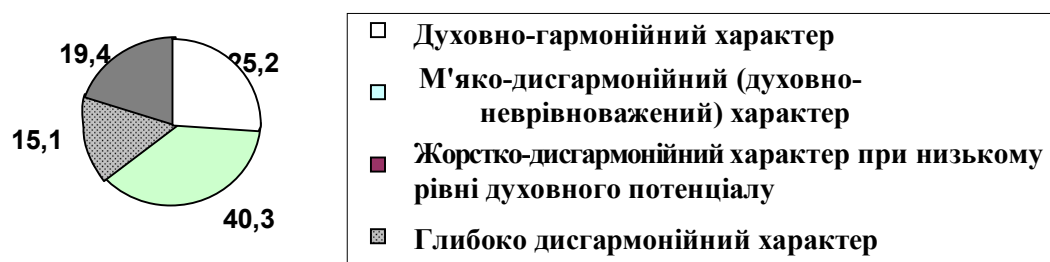 19,4
25,2
15,1
40,3
Духовно-гармонійний характер
М'яко-дисгармонійний (духовно-
неврівноважений) характер
Жорстко-дисгармонійний характер при низькому
рівні духовного потенціалу
Глибоко дисгармонійний характер